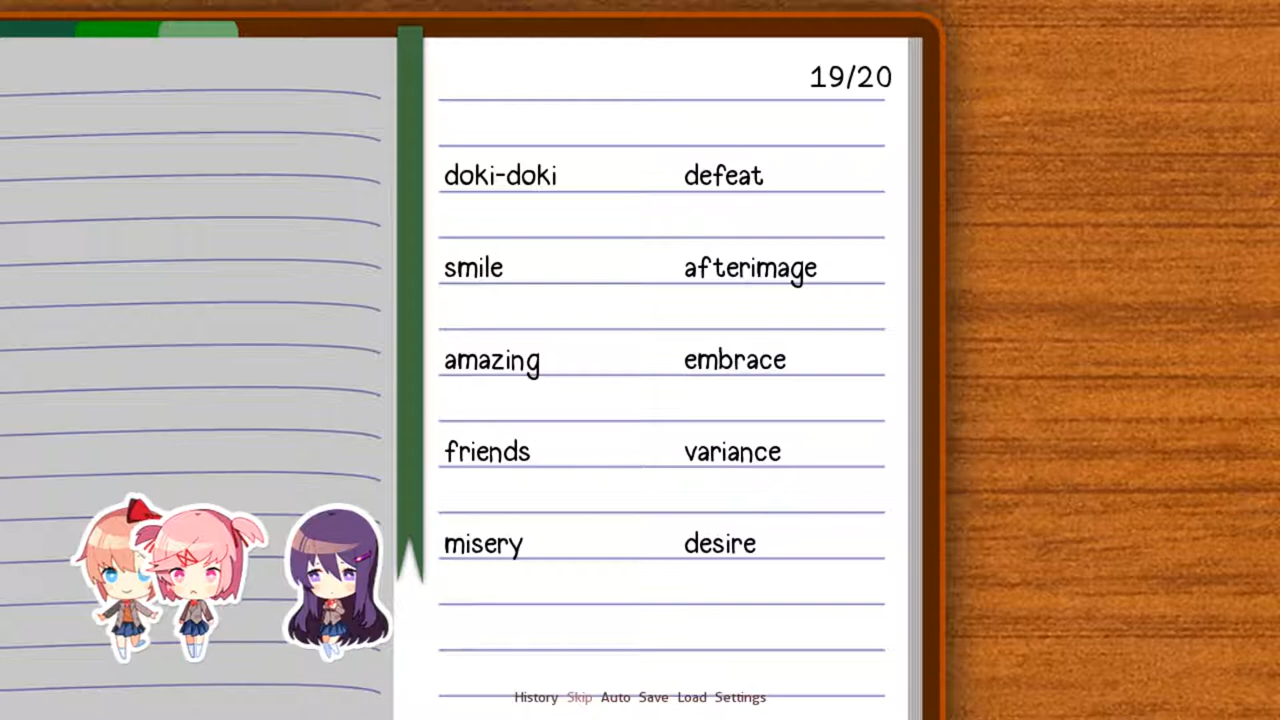 19/20
doki-doki defeat
smile afterimage
amazing embrace
friends variance
misery desire
History Skip Auto Save Load Settings